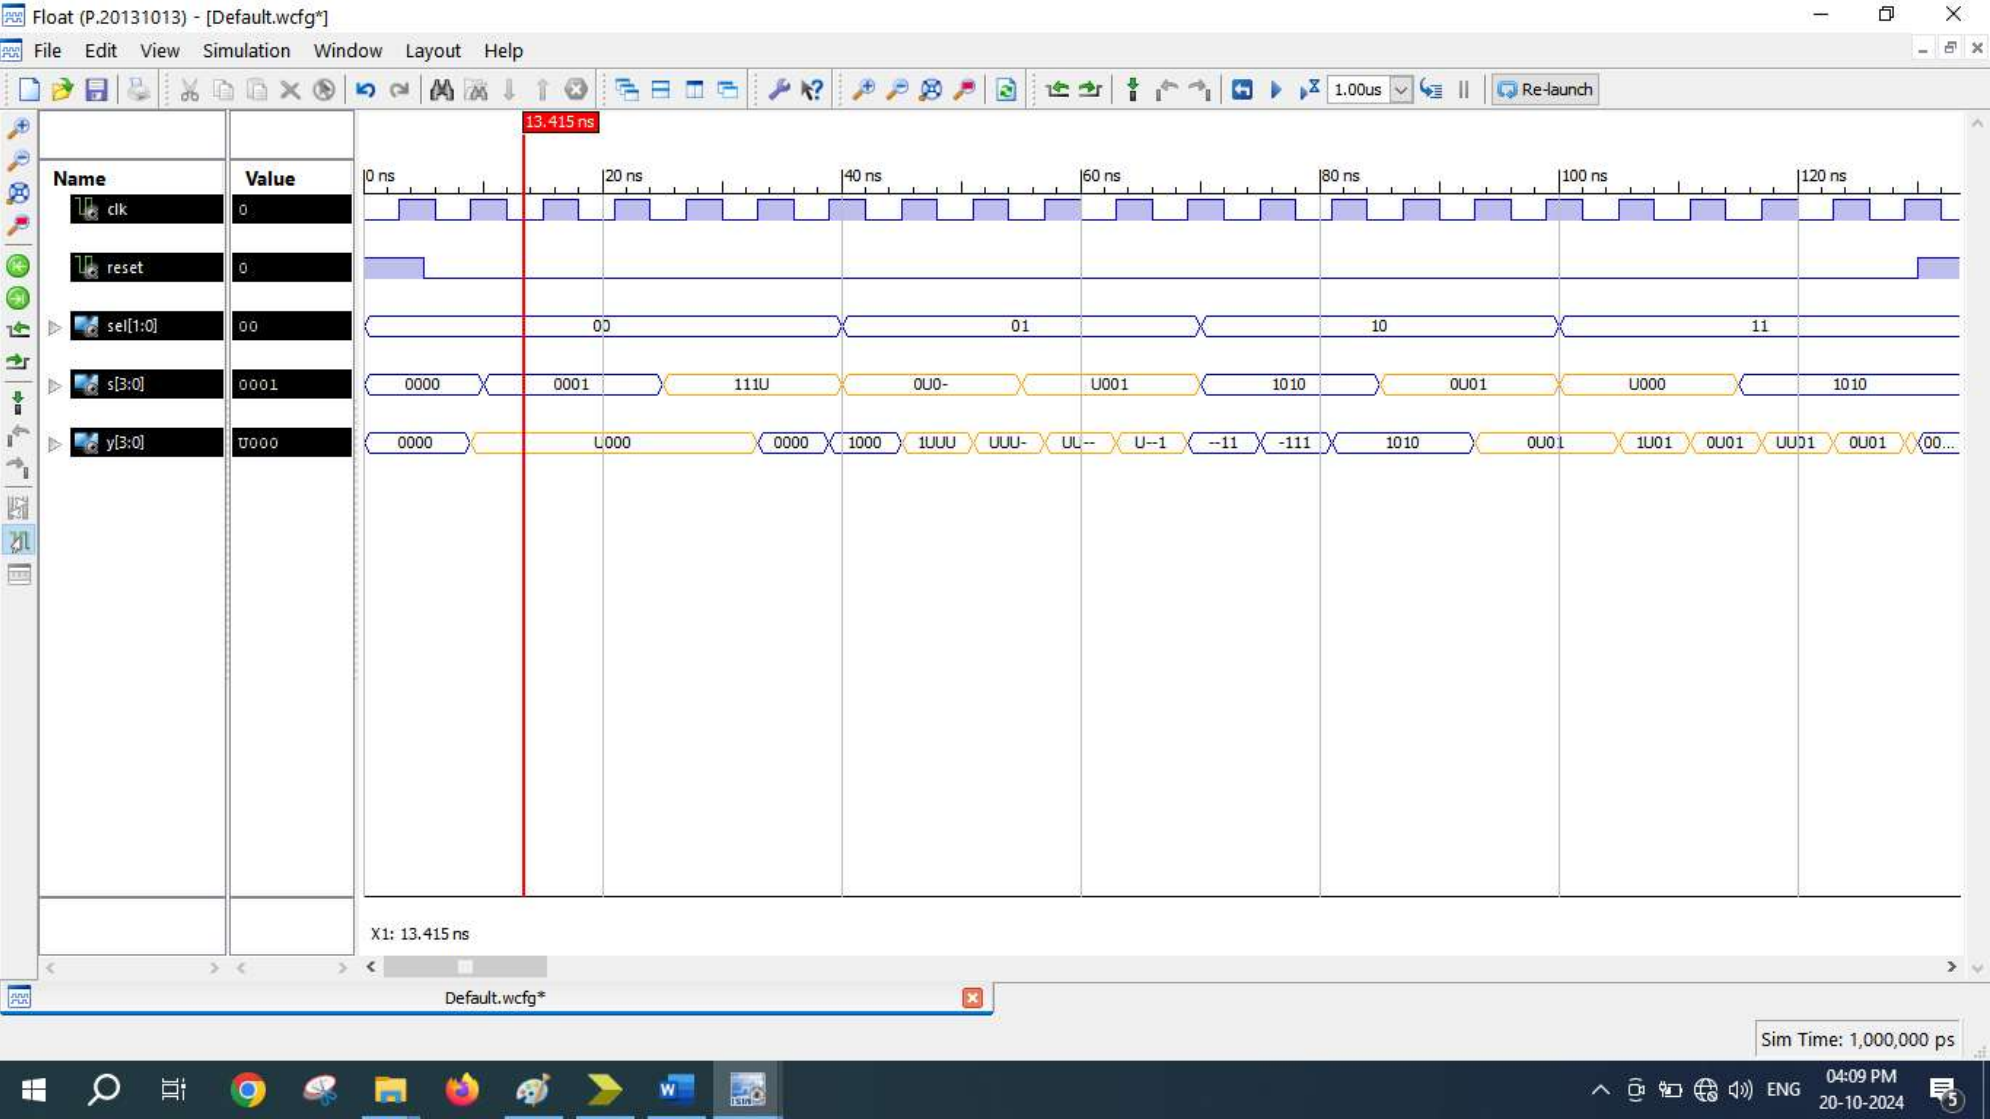 Float (P.20131013) - [Default.wcfg*]
File Edit View Simulation Window Layout Help
1.00us Re-launch
13.415 ns
Name Value
0 ns 20 ns 40 ns 60 ns 80 ns 100 ns 120 ns
clk 0
reset 0
sel[1:0] 00 00 01 10 11
s[3:0] 0001 0000 0001 111U 0U0- U001 1010 0U01 U000 1010
y[3:0] U000 0000 U000 0000 1000 1UUU UUU- UU-- U--1 --11 -111 1010 0U01 1U01 0U01 UU01 0U01 00...
X1: 13.415 ns
Default.wcfg*
Sim Time: 1,000,000 ps
ENG 04:09 PM
20-10-2024
5